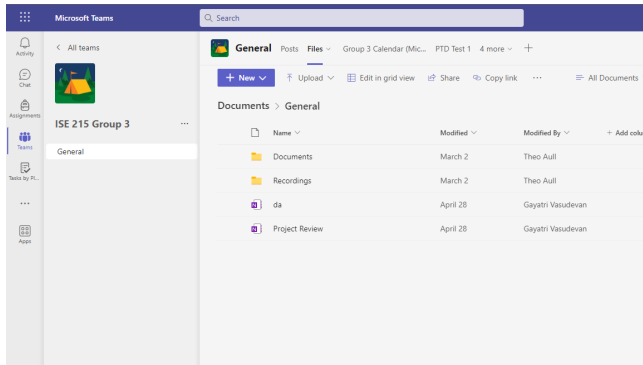 Microsoft Teams
Search
Activity
Chat
Assignments
Teams
Tasks by Pl...
Apps
All teams
ISE 215 Group 3
General
General Posts Files Group 3 Calendar (Mic... PTD Test 1 4 more
New Upload Edit in grid view Share Copy link ... All Documents
Documents > General
Name Modified Modified By + Add colu
Documents March 2 Theo Aull
Recordings March 2 Theo Aull
da April 28 Gayatri Vasudevan
Project Review April 28 Gayatri Vasudevan